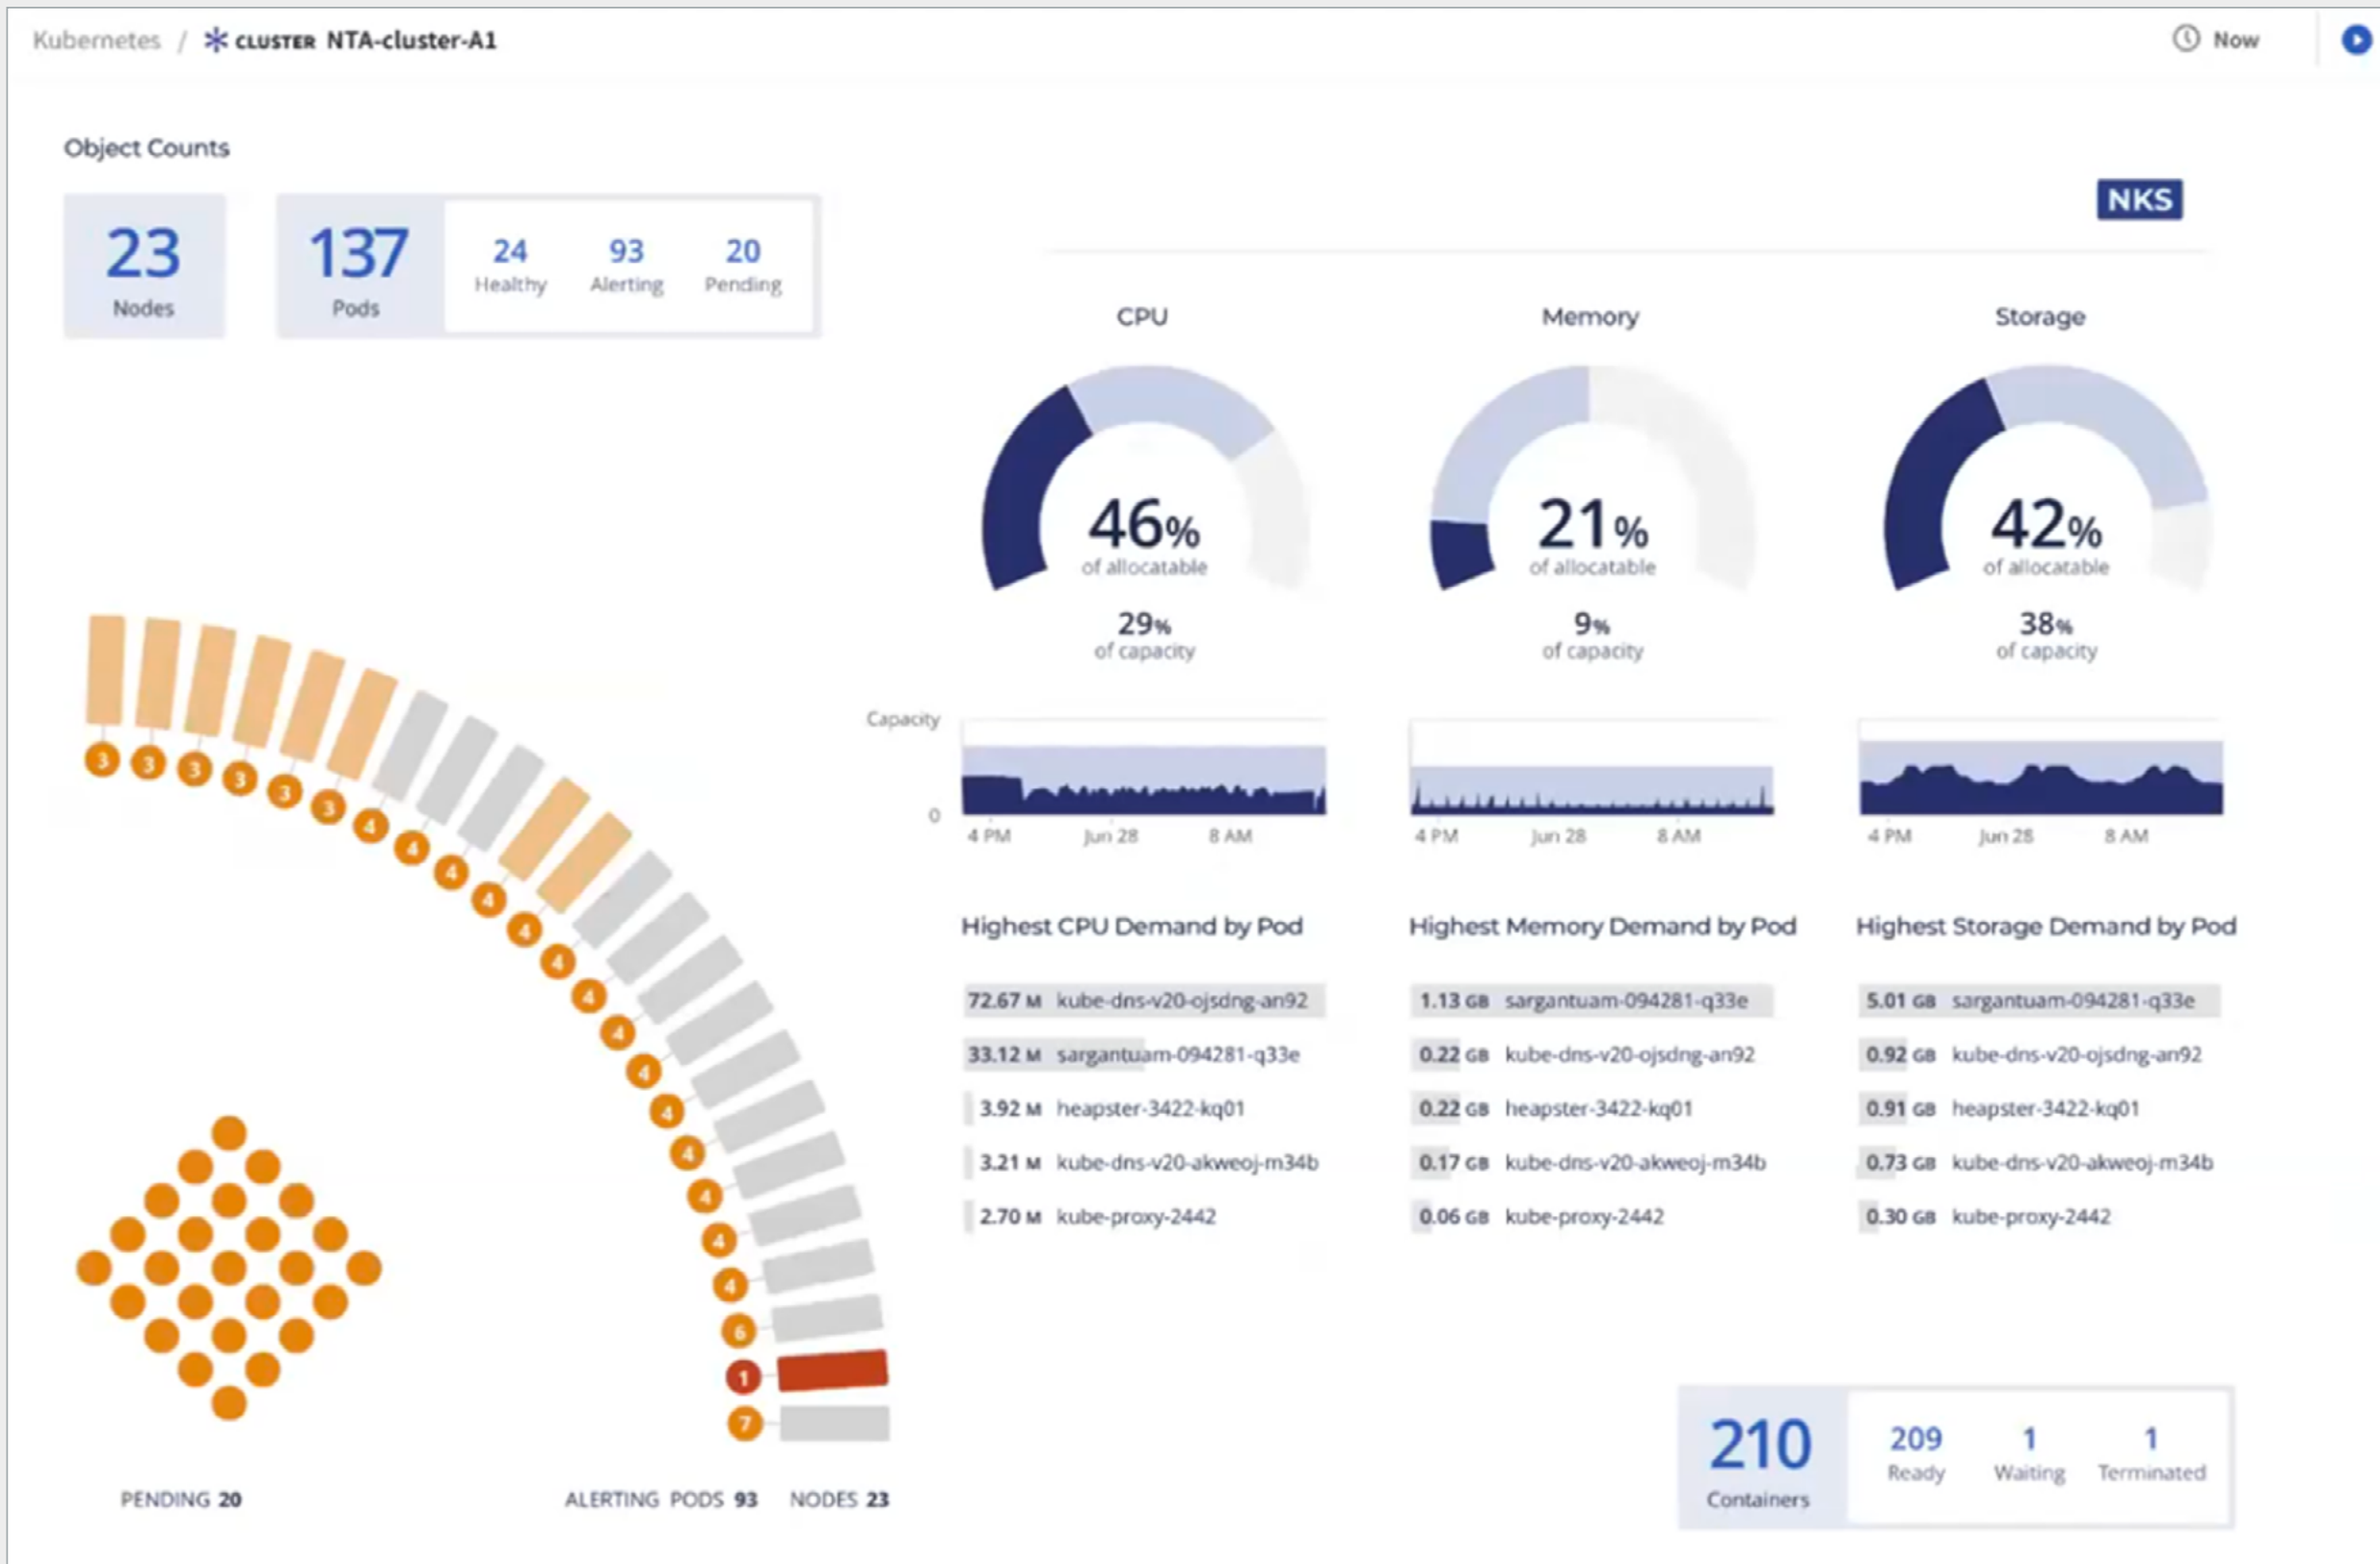 Kubernetes / CLUSTER NTA-cluster-A1
Now
Object Counts
23
Nodes
137
Pods
24
Healthy
93
Alerting
20
Pending
NKS
CPU
46%
of allocatable
29%
of capacity
Memory
21%
of allocatable
9%
of capacity
Storage
42%
of allocatable
38%
of capacity
Capacity
0
4 PM Jun 28 8 AM
4 PM Jun 28 8 AM
4 PM Jun 28 8 AM
3
3
3
3
3
3
4
4
4
4
4
4
4
4
4
4
4
4
4
4
6
1
7
PENDING 20
ALERTING PODS 93
NODES 23
Highest CPU Demand by Pod
72.67 M kube-dns-v20-ojsdng-an92
33.12 M sargantuam-094281-q33e
3.92 M heapster-3422-kq01
3.21 M kube-dns-v20-akweoj-m34b
2.70 M kube-proxy-2442
Highest Memory Demand by Pod
1.13 GB sargantuam-094281-q33e
0.22 GB kube-dns-v20-ojsdng-an92
0.22 GB heapster-3422-kq01
0.17 GB kube-dns-v20-akweoj-m34b
0.06 GB kube-proxy-2442
Highest Storage Demand by Pod
5.01 GB sargantuam-094281-q33e
0.92 GB kube-dns-v20-ojsdng-an92
0.91 GB heapster-3422-kq01
0.73 GB kube-dns-v20-akweoj-m34b
0.30 GB kube-proxy-2442
210
Containers
209
Ready
1
Waiting
1
Terminated